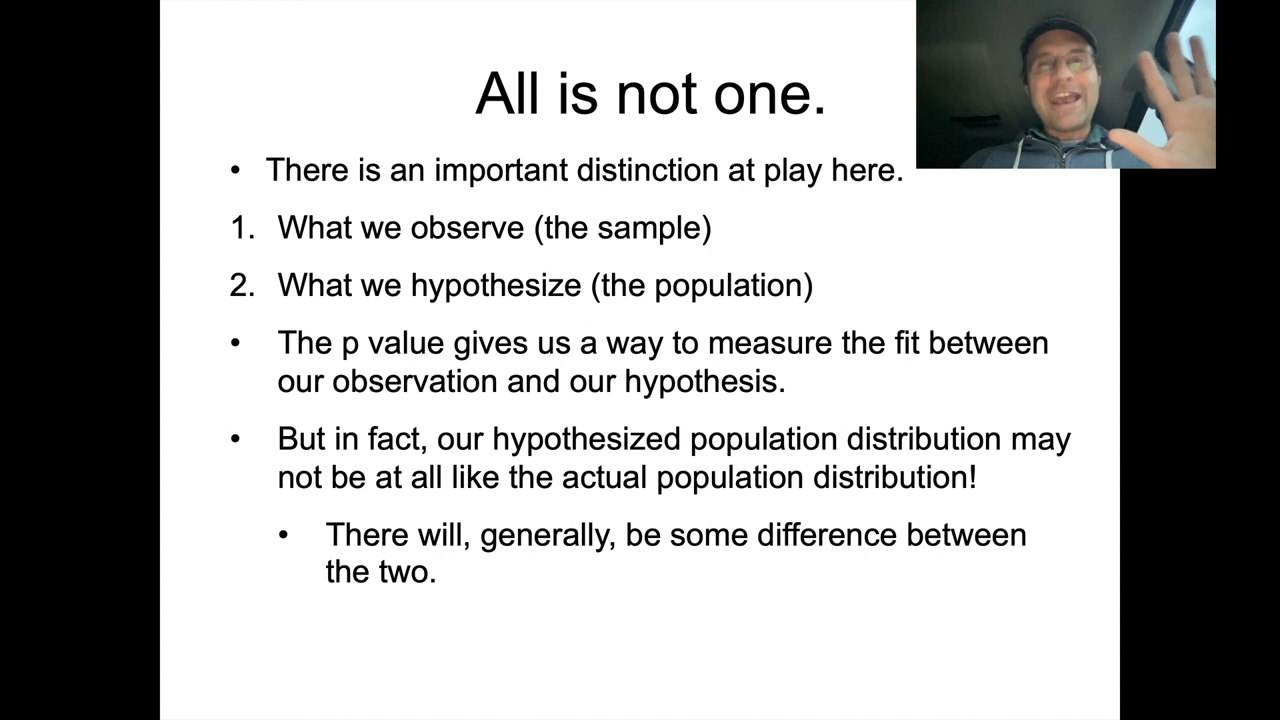 All is not one.
• There is an important distinction at play here.
1. What we observe (the sample)
2. What we hypothesize (the population)
• The p value gives us a way to measure the fit between
our observation and our hypothesis.
• But in fact, our hypothesized population distribution may
not be at all like the actual population distribution!
• There will, generally, be some difference between
the two.